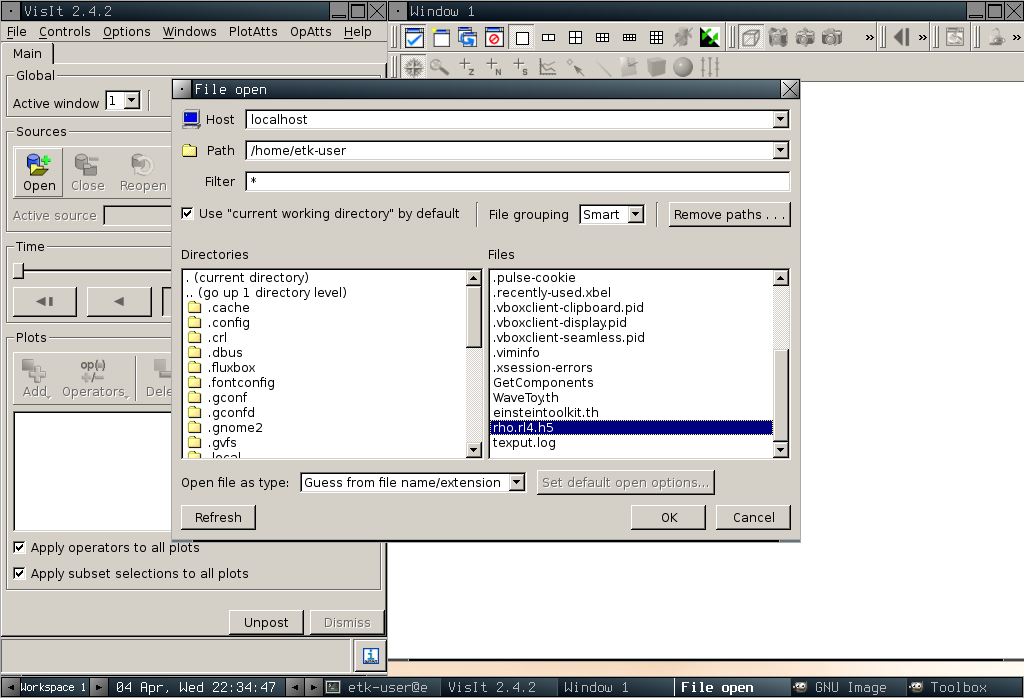 VisIt 2.4.2
Window 1
File Controls Options Windows PlotAtts OpAtts Help
Main
Global
Active window 1
Sources
Open Close Reopen
Active source
Time
Plots
op(=)
+/-
Add Operators Dele
Apply operators to all plots
Apply subset selections to all plots
Unpost Dismiss
File open
Host localhost
Path /home/etk-user
Filter *
Use "current working directory" by default
File grouping Smart
Remove paths . . .
Directories
. (current directory)
.. (go up 1 directory level)
.cache
.config
.crl
.dbus
.fluxbox
.fontconfig
.gconf
.gconfd
.gnome2
.gvfs
.local
Files
.pulse-cookie
.recently-used.xbel
.vboxclient-clipboard.pid
.vboxclient-display.pid
.vboxclient-seamless.pid
.viminfo
.xsession-errors
GetComponents
WaveToy.th
einsteintoolkit.th
rho.rl4.h5
texput.log
Open file as type: Guess from file name/extension
Set default open options...
Refresh OK Cancel
Workspace 1 04 Apr, Wed 22:34:47 etk-user@e VisIt 2.4.2 Window 1 File open GNU Image Toolbox